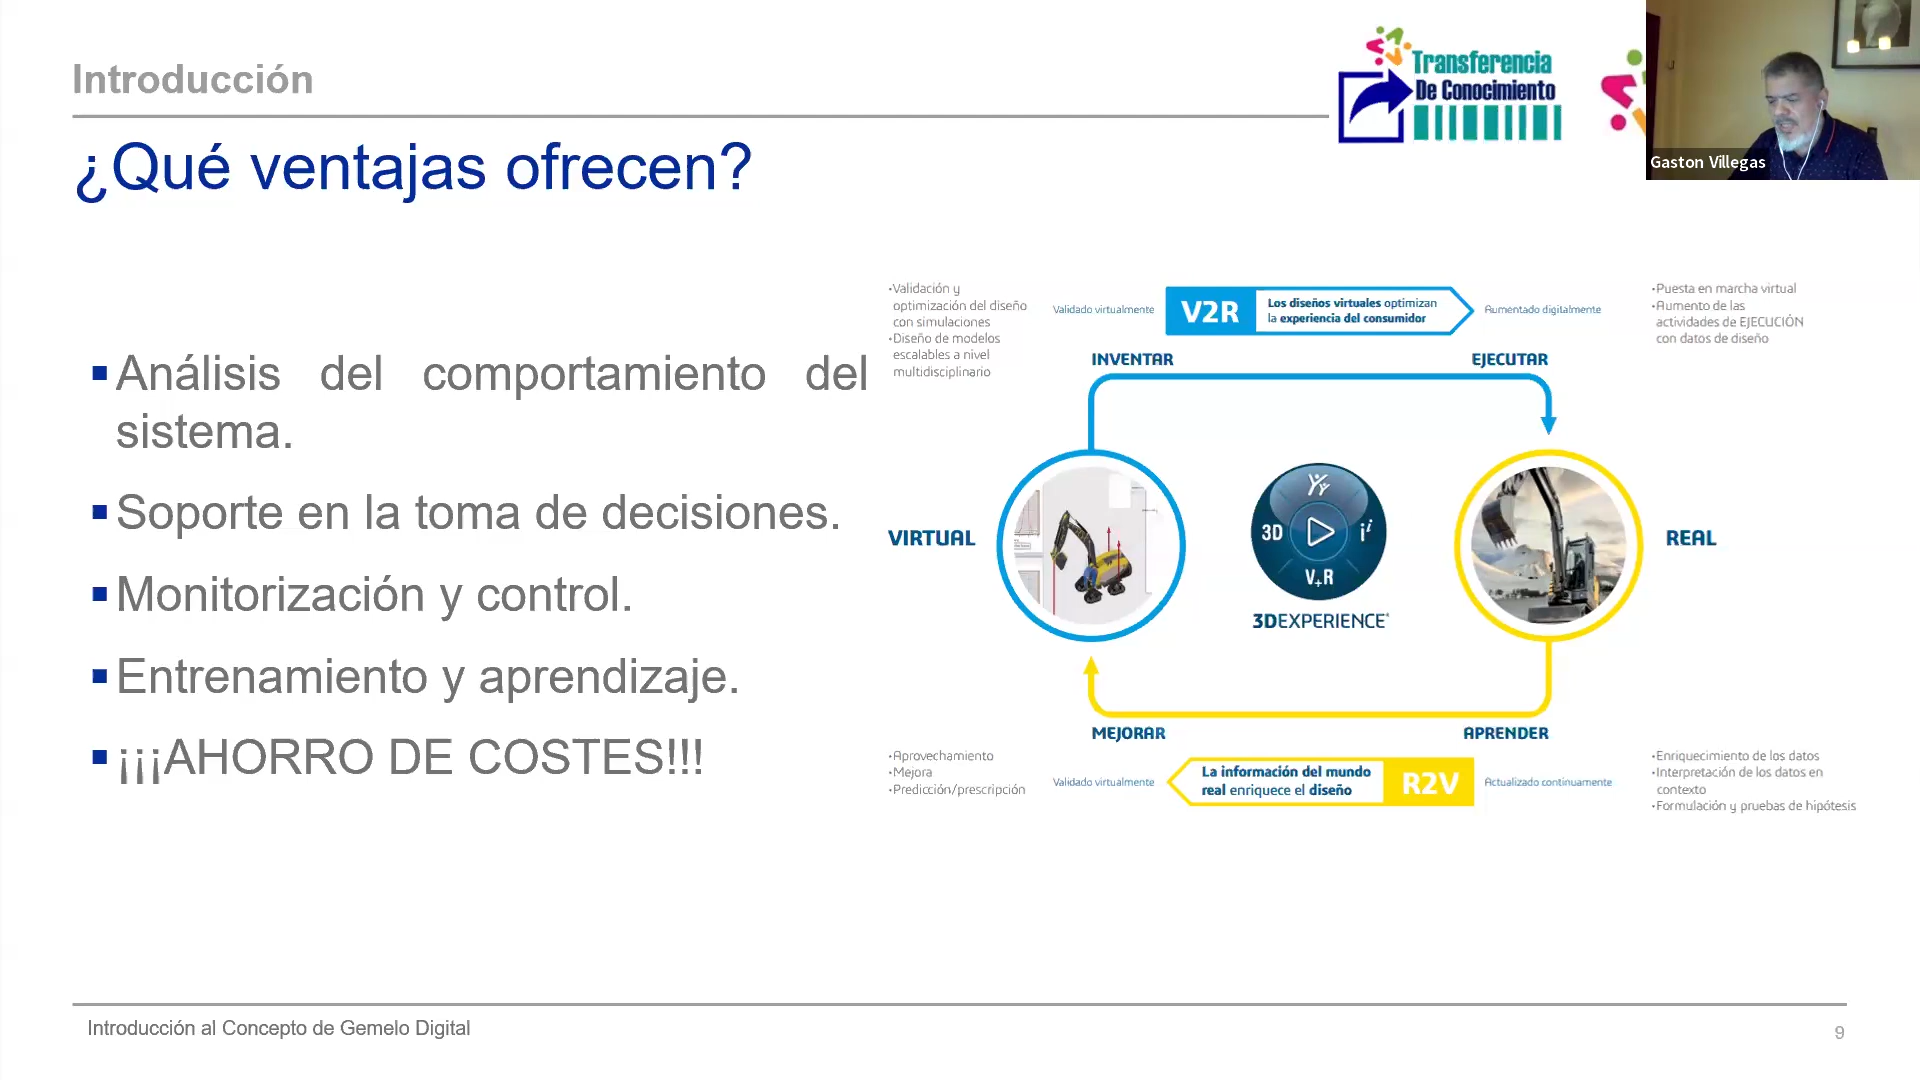 Introducción
Transferencia
De Conocimiento
Gaston Villegas
¿Qué ventajas ofrecen?
▪Análisis del comportamiento del
sistema.
▪Soporte en la toma de decisiones.
▪Monitorización y control.
▪Entrenamiento y aprendizaje.
▪¡¡¡AHORRO DE COSTES!!!
•Validación y
optimización del diseño
con simulaciones
•Diseño de modelos
escalables a nivel
multidisciplinario
Validado virtualmente
V2R
Los diseños virtuales optimizan
la experiencia del consumidor
Aumentado digitalmente
•Puesta en marcha virtual
•Aumento de las
actividades de EJECUCIÓN
con datos de diseño
INVENTAR
EJECUTAR
VIRTUAL
3D
V+R
3DEXPERIENCE
REAL
MEJORAR
APRENDER
•Aprovechamiento
•Mejora
•Predicción/prescripción
Validado virtualmente
La información del mundo
real enriquece el diseño
R2V
Actualizado continuamente
•Enriquecimiento de los datos
•Interpretación de los datos en
contexto
•Formulación y pruebas de hipótesis
Introducción al Concepto de Gemelo Digital
9